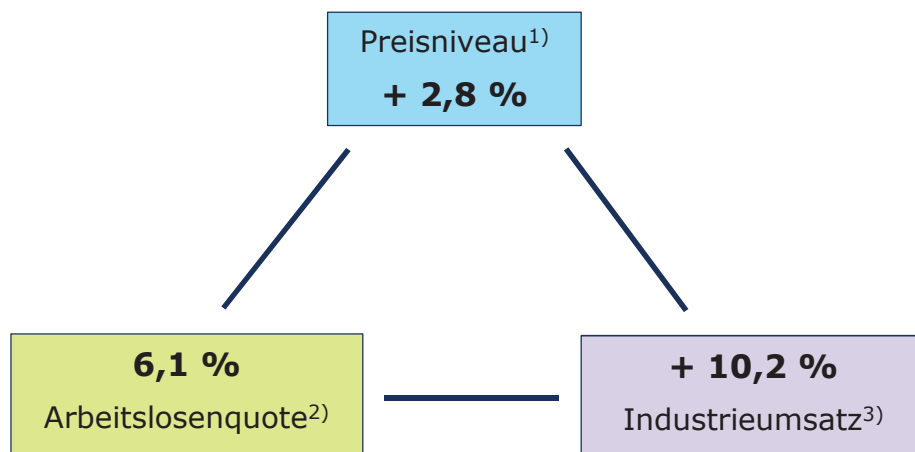 Preisniveau1)
+ 2,8 %
6,1 %
Arbeitslosenquote2)
+ 10,2 %
Industrieumsatz3)